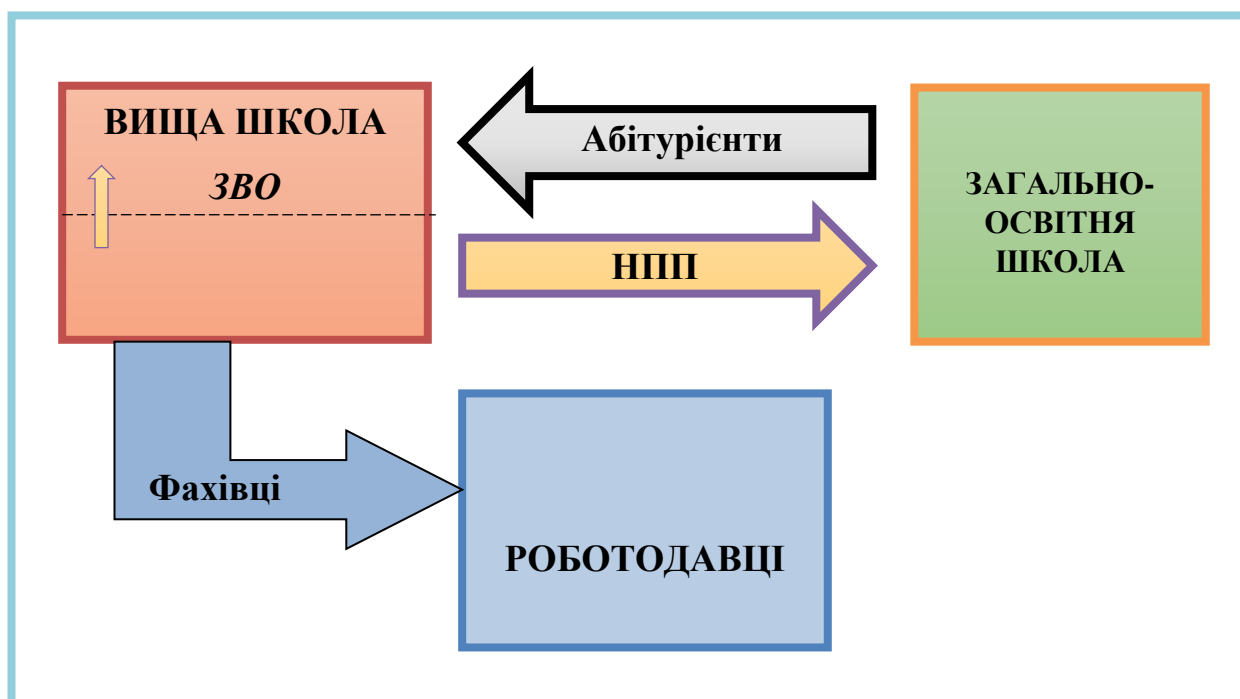 ВИЩА ШКОЛА
ЗВО
Абітурієнти
НПП
ЗАГАЛЬНО-
ОСВІТНЯ
ШКОЛА
Фахівці
РОБОТОДАВЦІ